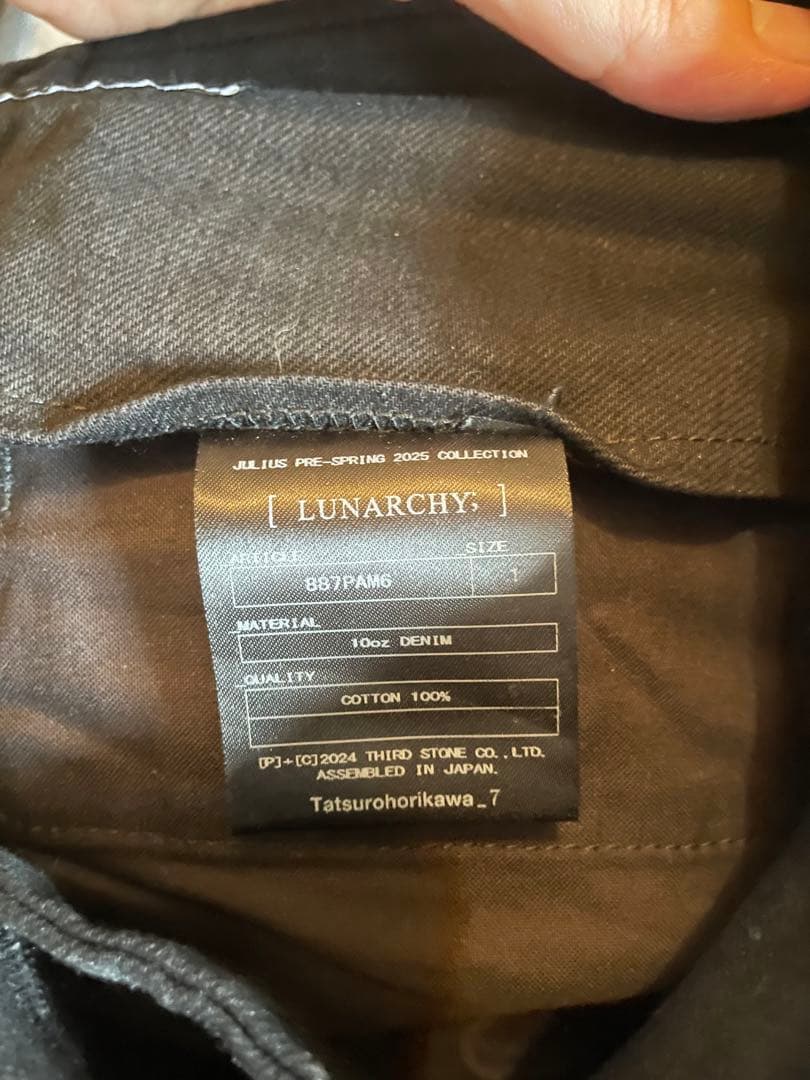 JULIUS PRE-SPRING 2025 COLLECTION
[ LUNARCHY; ]
ARTICLE SIZE
887PAM6 1
MATERIAL
10oz DENIM
QUALITY
COTTON 100%
[P]+[C]2024 THIRD STONE CO.,LTD.
ASSEMBLED IN JAPAN.
Tatsurohorikawa_7